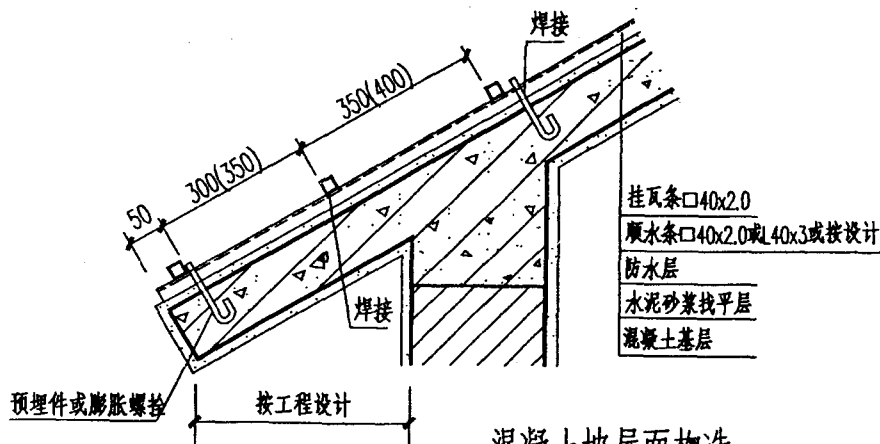 焊接
350(400)
300(350)
50
挂瓦条□40x2.0
顺水条□40x2.0或L40x3或按设计
防水层
水泥砂浆找平层
混凝土基层
焊接
预埋件或膨胀螺栓
按工程设计